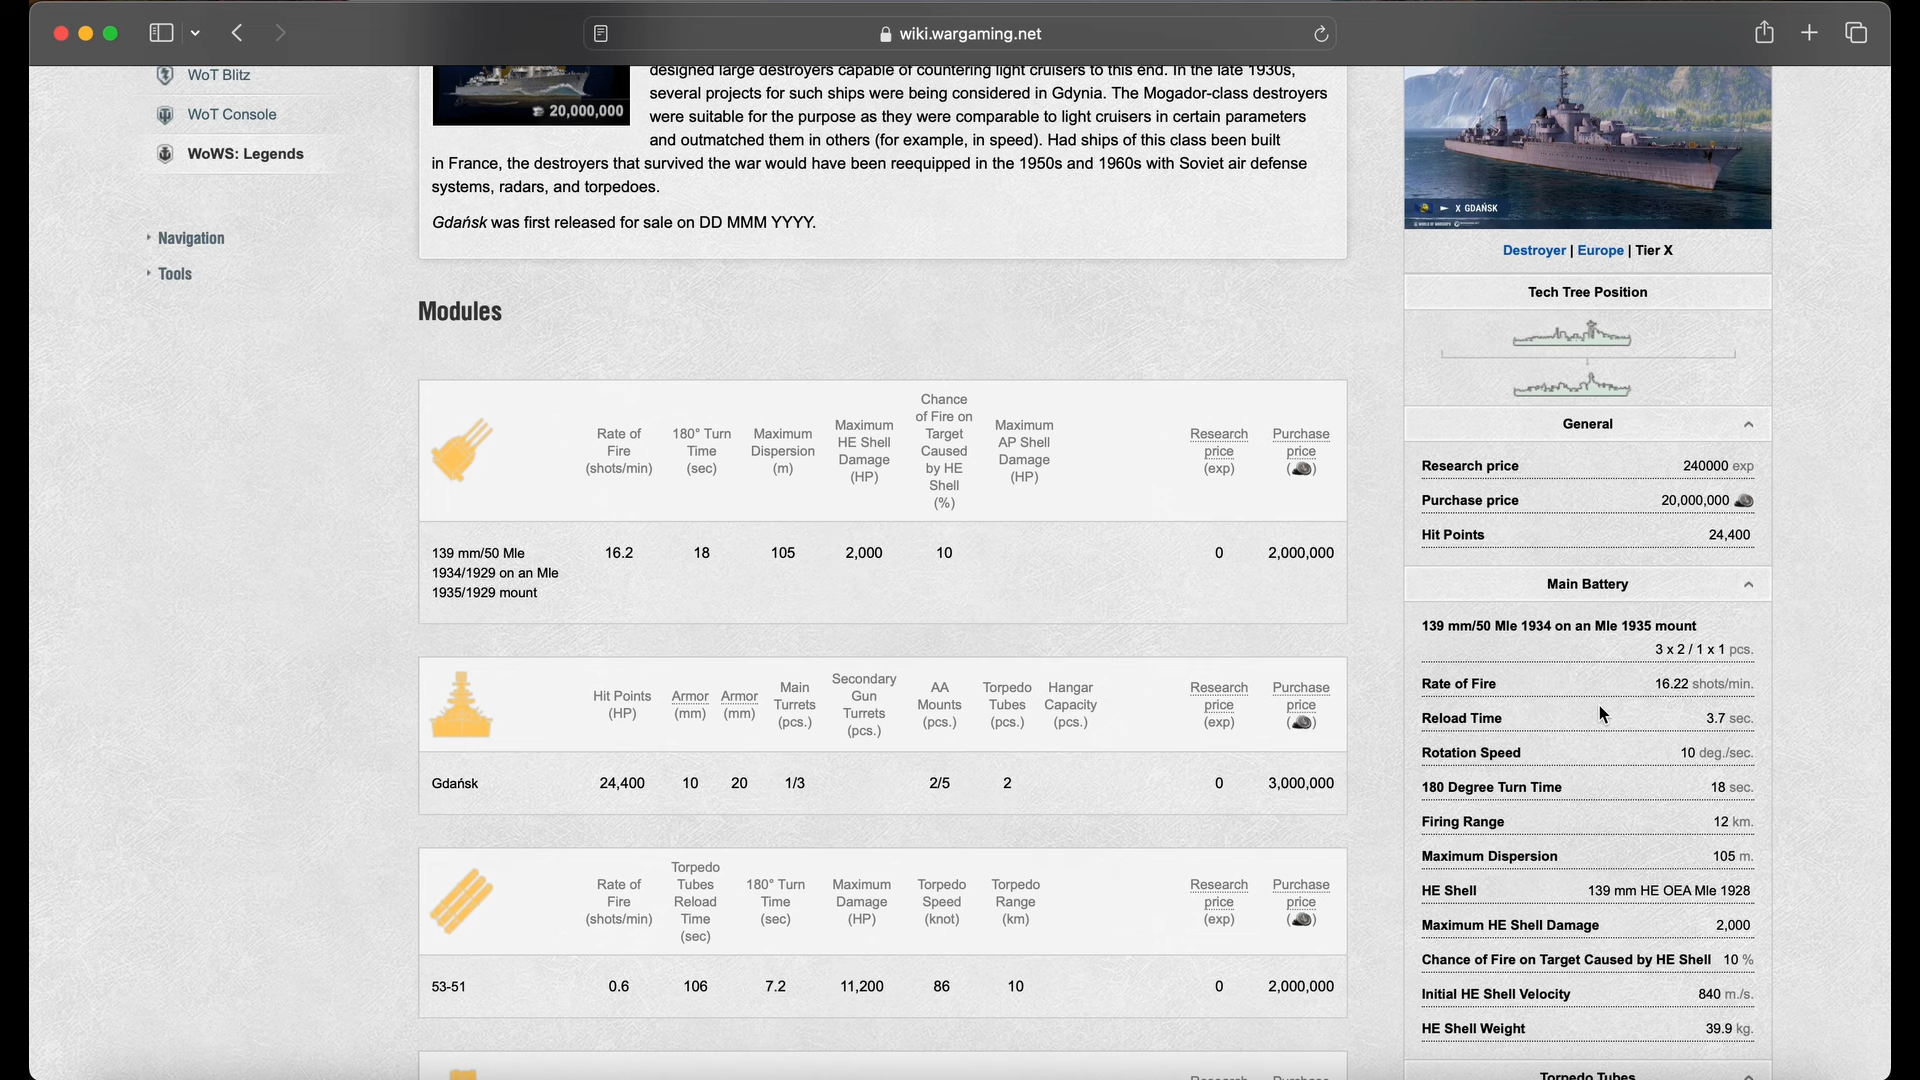 wiki.wargaming.net
WoT Blitz
WoT Console
WoWS: Legends
Navigation
Tools
20,000,000
designed large destroyers capable of countering light cruisers to this end. In the late 1930s,
several projects for such ships were being considered in Gdynia. The Mogador-class destroyers
were suitable for the purpose as they were comparable to light cruisers in certain parameters
and outmatched them in others (for example, in speed). Had ships of this class been built
in France, the destroyers that survived the war would have been reequipped in the 1950s and 1960s with Soviet air defense
systems, radars, and torpedoes.
Gdańsk was first released for sale on DD MMM YYYY.
Modules
Rate of
Fire
(shots/min)
180° Turn
Time
(sec)
Maximum
Dispersion
(m)
Maximum
HE Shell
Damage
(HP)
Chance
of Fire on
Target
Caused
by HE
Shell
(%)
Maximum
AP Shell
Damage
(HP)
Research
price
(exp)
Purchase
price
( )
139 mm/50 Mle
1934/1929 on an Mle
1935/1929 mount
16.2 18 105 2,000 10 0 2,000,000
Hit Points
(HP)
Armor
(mm)
Armor
(mm)
Main
Turrets
(pcs.)
Secondary
Gun
Turrets
(pcs.)
AA
Mounts
(pcs.)
Torpedo
Tubes
(pcs.)
Hangar
Capacity
(pcs.)
Research
price
(exp)
Purchase
price
( )
Gdańsk 24,400 10 20 1/3 2/5 2 0 3,000,000
Rate of
Fire
(shots/min)
Torpedo
Tubes
Reload
Time
(sec)
180° Turn
Time
(sec)
Maximum
Damage
(HP)
Torpedo
Speed
(knot)
Torpedo
Range
(km)
Research
price
(exp)
Purchase
price
( )
53-51 0.6 106 7.2 11,200 86 10 0 2,000,000
X GDAŃSK
Destroyer | Europe | Tier X
Tech Tree Position
General
Research price 240000 exp
Purchase price 20,000,000
Hit Points 24,400
Main Battery
139 mm/50 Mle 1934 on an Mle 1935 mount
3 x 2 / 1 x 1 pcs.
Rate of Fire 16.22 shots/min.
Reload Time 3.7 sec.
Rotation Speed 10 deg./sec.
180 Degree Turn Time 18 sec.
Firing Range 12 km.
Maximum Dispersion 105 m.
HE Shell 139 mm HE OEA Mle 1928
Maximum HE Shell Damage 2,000
Chance of Fire on Target Caused by HE Shell 10 %
Initial HE Shell Velocity 840 m./s.
HE Shell Weight 39.9 kg.
Torpedo Tubes